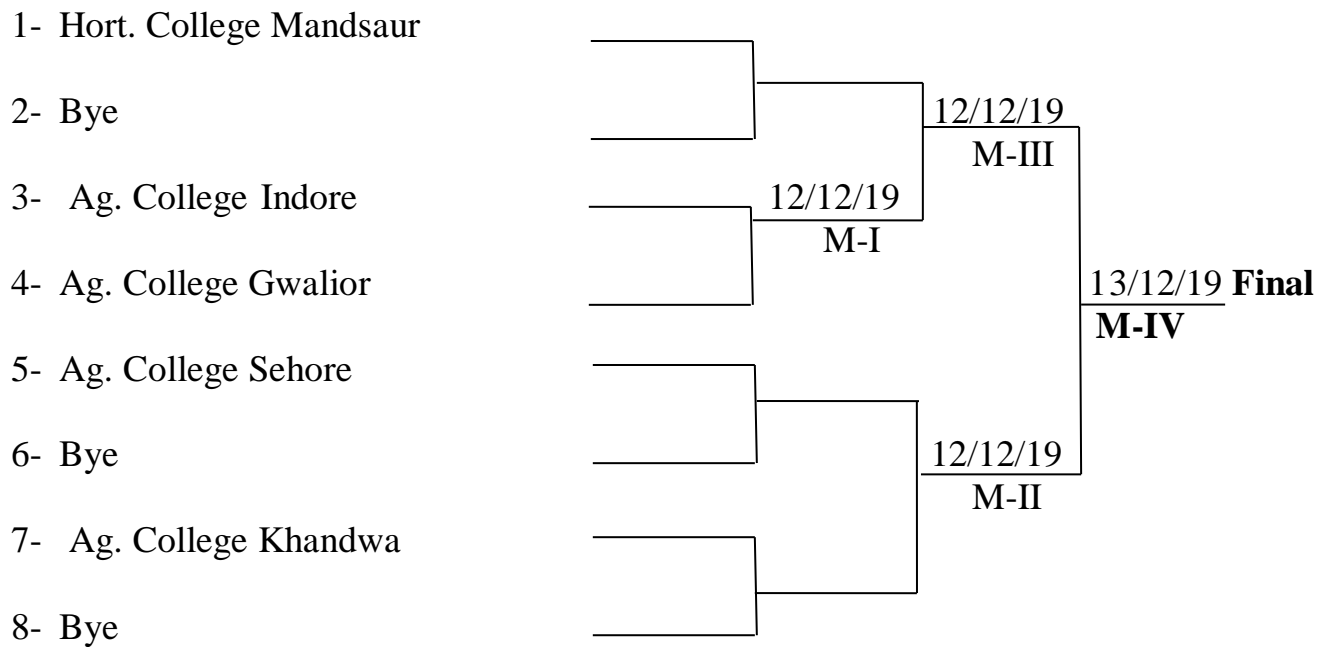 1- Hort. College Mandsaur
2- Bye
12/12/19
M-III
3- Ag. College Indore
12/12/19
M-I
4- Ag. College Gwalior
13/12/19 Final
M-IV
5- Ag. College Sehore
6- Bye
12/12/19
M-II
7- Ag. College Khandwa
8- Bye